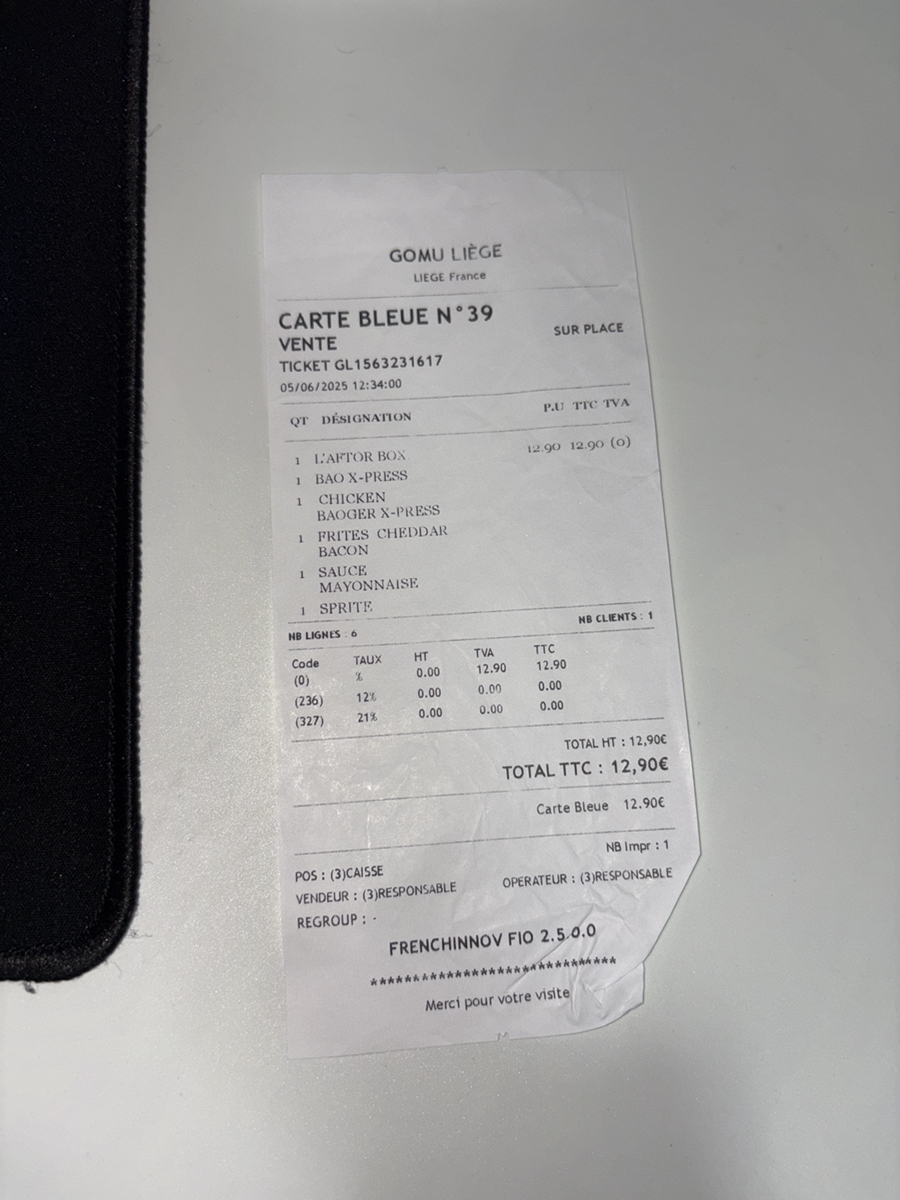 GOMU LIÈGE
LIEGE France
CARTE BLEUE N°39
VENTE SUR PLACE
TICKET GL1563231617
05/06/2025 12:34:00
QT DÉSIGNATION P.U TTC TVA
1 L'AFTOR BOX 12.90 12.90 (0)
1 BAO X-PRESS
1 CHICKEN
BAOGER X-PRESS
1 FRITES CHEDDAR
BACON
1 SAUCE
MAYONNAISE
1 SPRITE
NB LIGNES : 6 NB CLIENTS : 1
Code TAUX HT TVA TTC
(0) % 0.00 12.90 12.90
(236) 12% 0.00 0.00 0.00
(327) 21% 0.00 0.00 0.00
TOTAL HT : 12,90€
TOTAL TTC : 12,90€
Carte Bleue 12.90€
NB Impr : 1
POS : (3)CAISSE
VENDEUR : (3)RESPONSABLE OPERATEUR : (3)RESPONSABLE
REGROUP : -
FRENCHINNOV FIO 2.5.0.0
*****************************
Merci pour votre visite